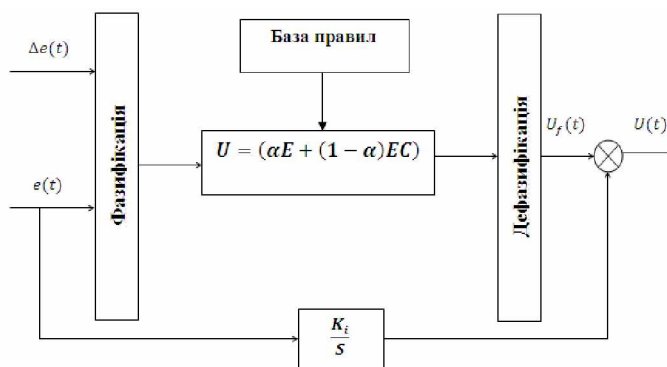 База правил
Δe(t)
Фазифікація
U = (αE + (1 − α)EC)
Дефазифікація
U_f(t)
U(t)
e(t)
K_i
S